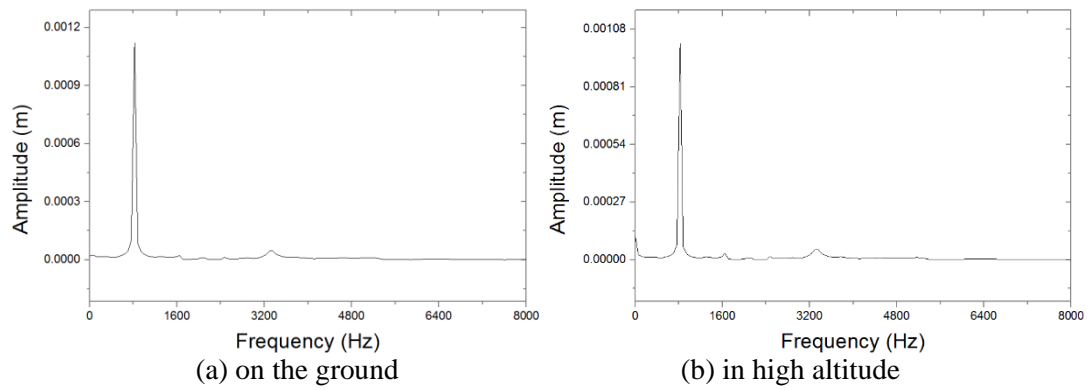 0.0012
0.0009
0.0006
0.0003
0.0000
Amplitude (m)
0 1600 3200 4800 6400 8000
Frequency (Hz)
(a) on the ground
0.00108
0.00081
0.00054
0.00027
0.00000
Amplitude (m)
0 1600 3200 4800 6400 8000
Frequency (Hz)
(b) in high altitude